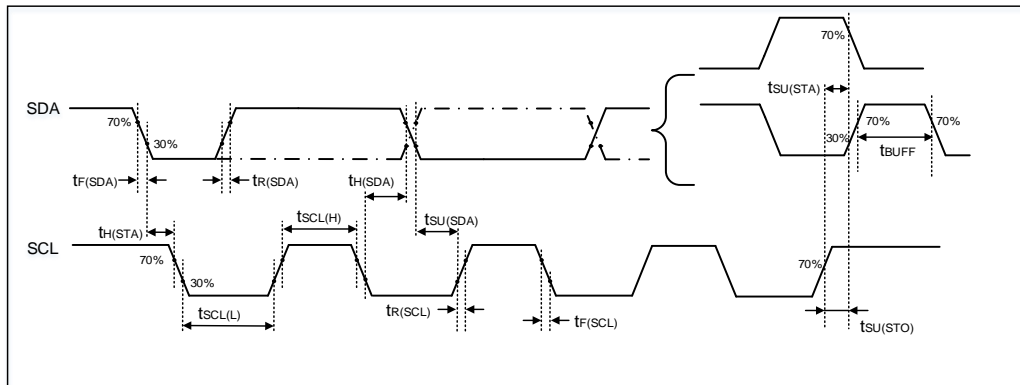 70%
tSU(STA)
SDA
70%
30%
30%
70%
70%
tBUFF
tF(SDA)
tR(SDA)
tH(SDA)
tH(STA)
tSCL(H)
tSU(SDA)
SCL
70%
30%
70%
tSCL(L)
tR(SCL)
tF(SCL)
tSU(STO)